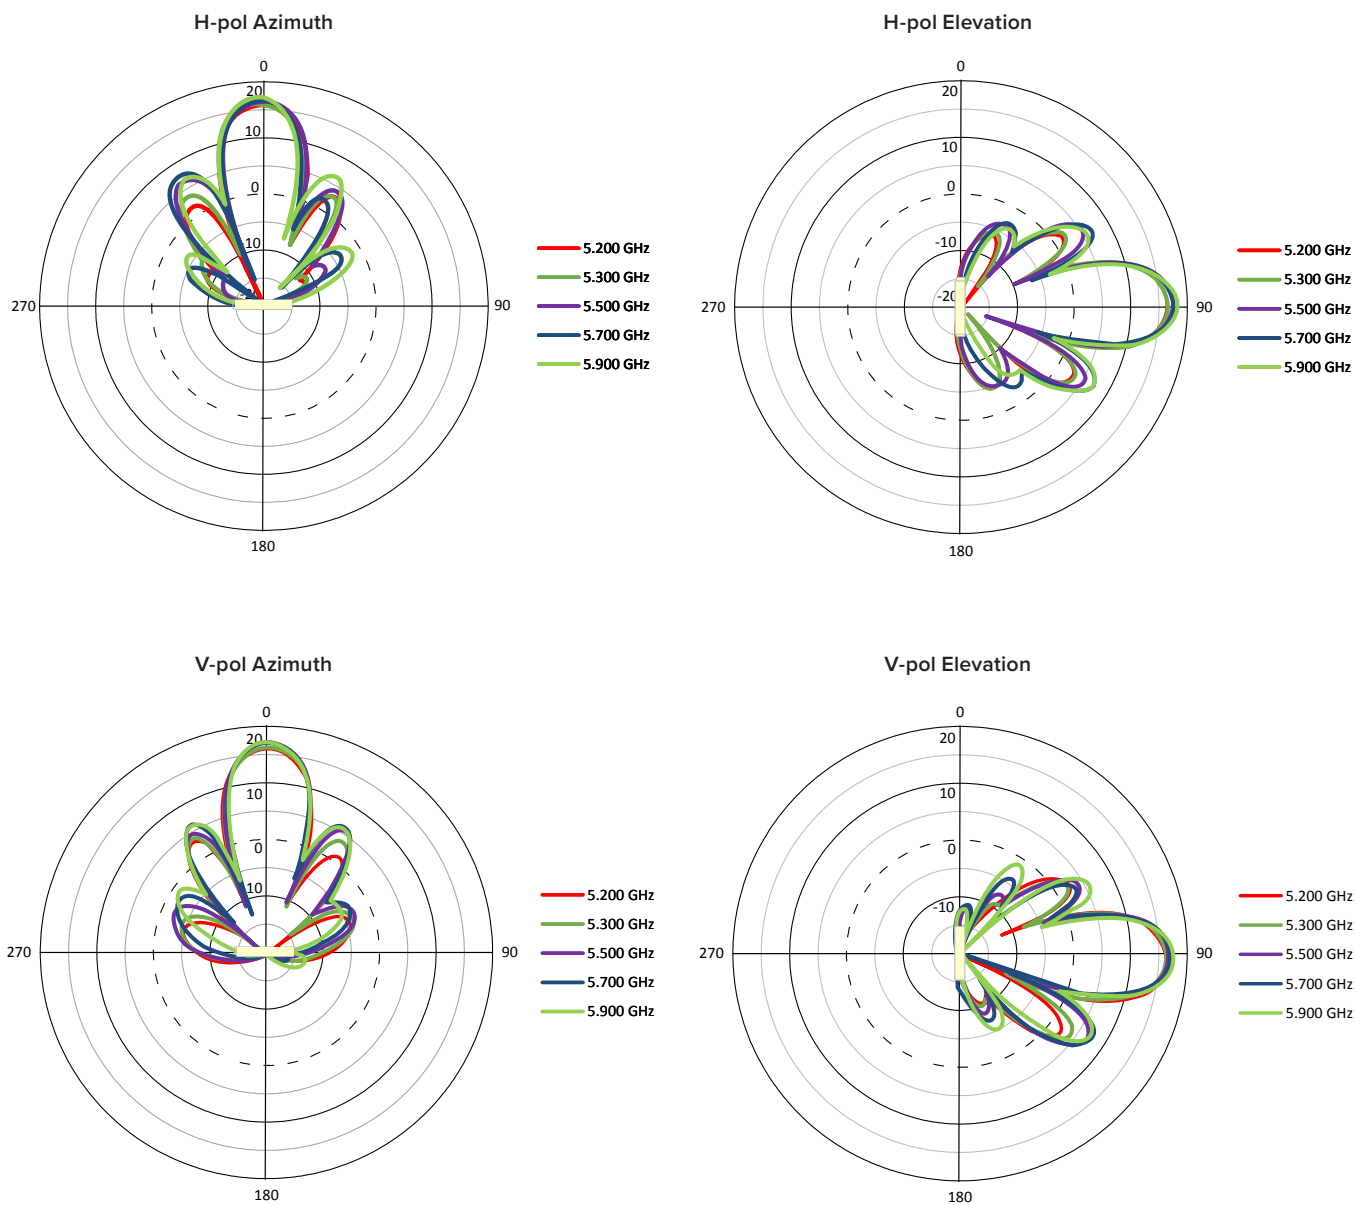 H-pol Azimuth
0
20
10
0
-10
270
90
180
5.200 GHz
5.300 GHz
5.500 GHz
5.700 GHz
5.900 GHz
H-pol Elevation
0
20
10
0
-10
-20
270
90
180
5.200 GHz
5.300 GHz
5.500 GHz
5.700 GHz
5.900 GHz
V-pol Azimuth
0
20
10
0
10
270
90
180
5.200 GHz
5.300 GHz
5.500 GHz
5.700 GHz
5.900 GHz
V-pol Elevation
0
20
10
0
-10
270
90
180
5.200 GHz
5.300 GHz
5.500 GHz
5.700 GHz
5.900 GHz